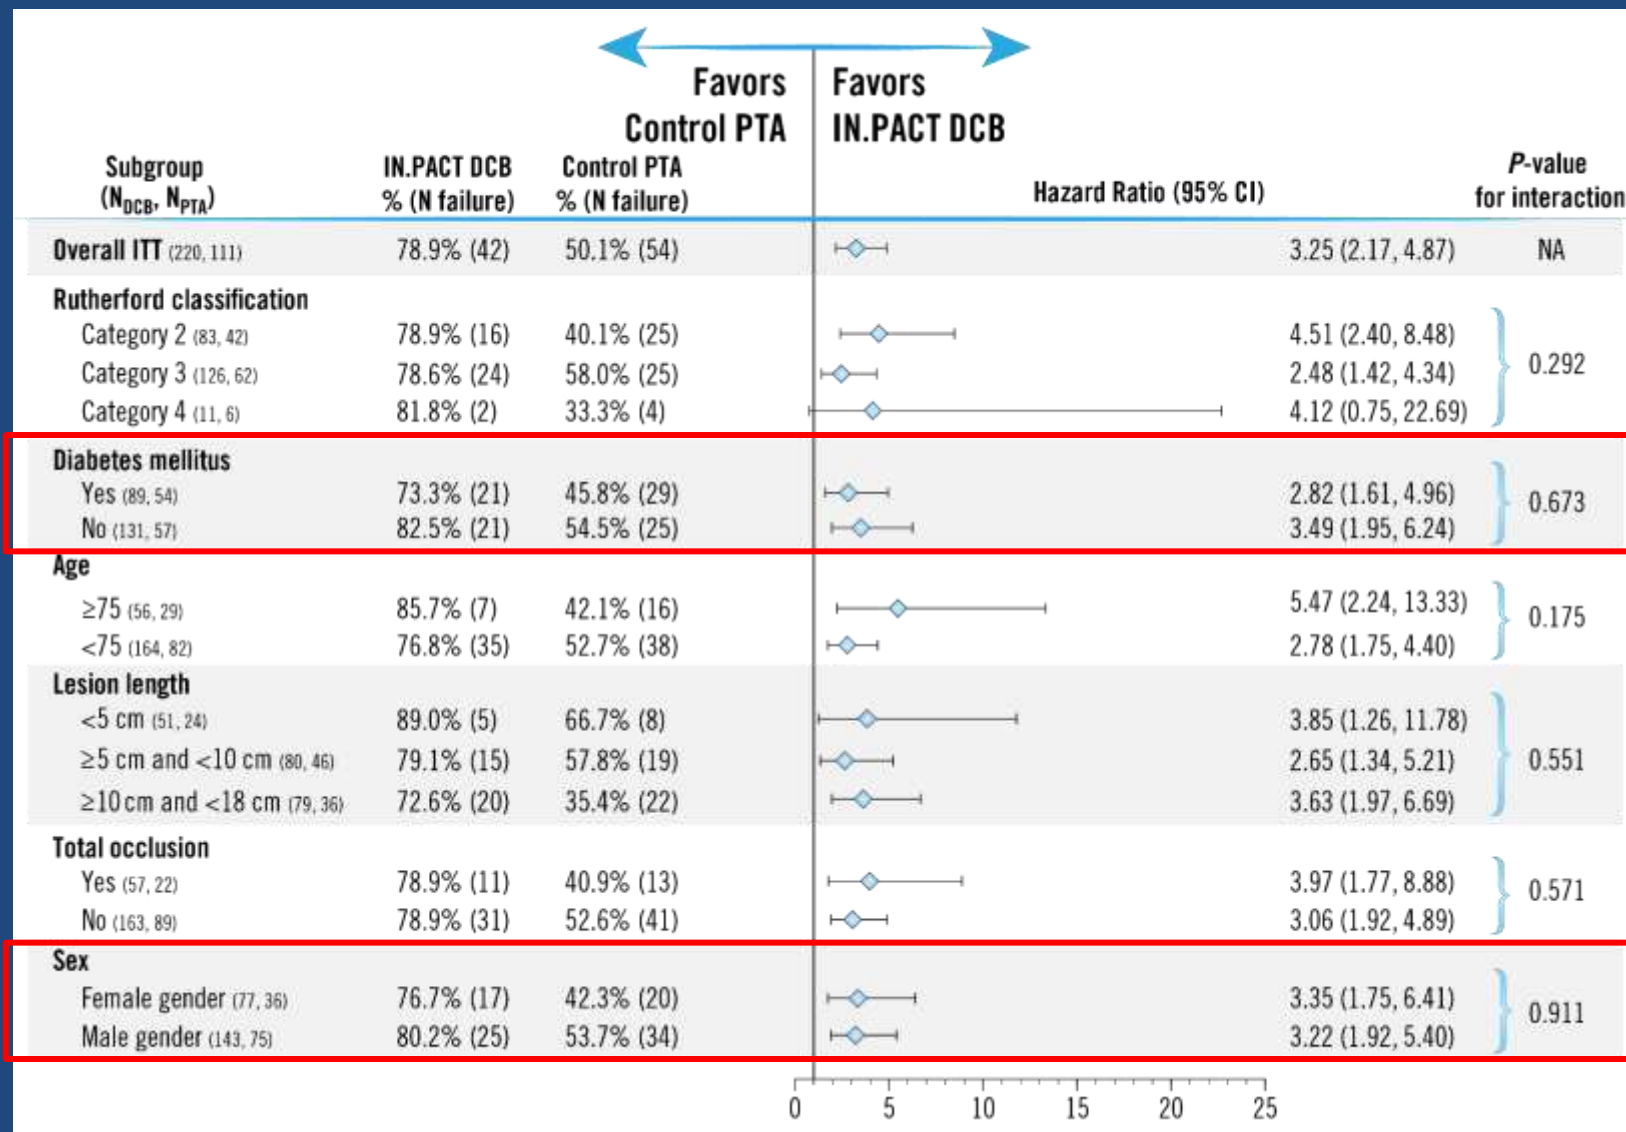 Favors Favors
Control PTA IN.PACT DCB
Subgroup IN.PACT DCB Control PTA P-value
(NDCB, NPTA) % (N failure) % (N failure) Hazard Ratio (95% CI) for interaction
Overall ITT (220, 111) 78.9% (42) 50.1% (54) 3.25 (2.17, 4.87) NA
Rutherford classification
Category 2 (83, 42) 78.9% (16) 40.1% (25) 4.51 (2.40, 8.48)
Category 3 (126, 62) 78.6% (24) 58.0% (25) 2.48 (1.42, 4.34) 0.292
Category 4 (11, 6) 81.8% (2) 33.3% (4) 4.12 (0.75, 22.69)
Diabetes mellitus
Yes (89, 54) 73.3% (21) 45.8% (29) 2.82 (1.61, 4.96) 0.673
No (131, 57) 82.5% (21) 54.5% (25) 3.49 (1.95, 6.24)
Age
≥75 (56, 29) 85.7% (7) 42.1% (16) 5.47 (2.24, 13.33) 0.175
<75 (164, 82) 76.8% (35) 52.7% (38) 2.78 (1.75, 4.40)
Lesion length
<5 cm (51, 24) 89.0% (5) 66.7% (8) 3.85 (1.26, 11.78)
≥5 cm and <10 cm (80, 46) 79.1% (15) 57.8% (19) 2.65 (1.34, 5.21) 0.551
≥10 cm and <18 cm (79, 36) 72.6% (20) 35.4% (22) 3.63 (1.97, 6.69)
Total occlusion
Yes (57, 22) 78.9% (11) 40.9% (13) 3.97 (1.77, 8.88) 0.571
No (163, 89) 78.9% (31) 52.6% (41) 3.06 (1.92, 4.89)
Sex
Female gender (77, 36) 76.7% (17) 42.3% (20) 3.35 (1.75, 6.41) 0.911
Male gender (143, 75) 80.2% (25) 53.7% (34) 3.22 (1.92, 5.40)
0 5 10 15 20 25